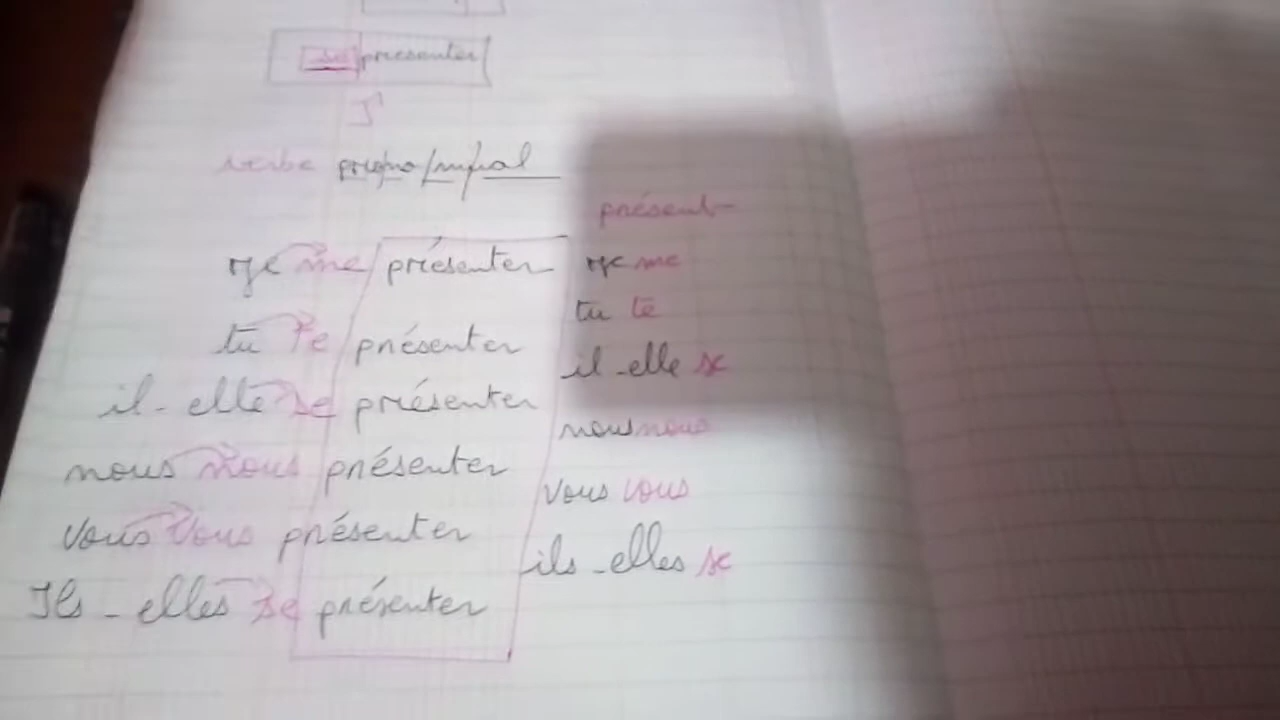 se présenter
verbe
présent
je me présenter je me
tu te présenter tu te
il - elle se présenter il - elle se
nous nous présenter nous nous
vous vous présenter vous vous
Ils - elles se présenter ils - elles se